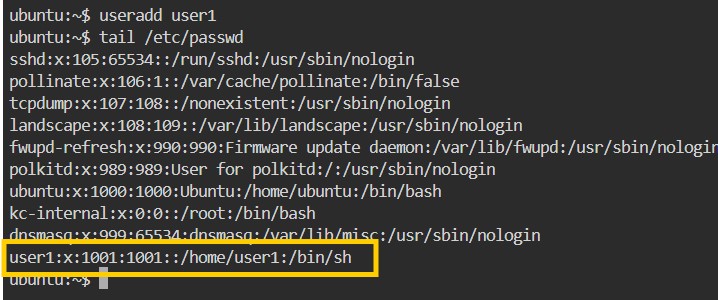 ubuntu:~$ useradd user1
ubuntu:~$ tail /etc/passwd
sshd:x:105:65534::/run/sshd:/usr/sbin/nologin
pollinate:x:106:1::/var/cache/pollinate:/bin/false
tcpdump:x:107:108::/nonexistent:/usr/sbin/nologin
landscape:x:108:109::/var/lib/landscape:/usr/sbin/nologin
fwupd-refresh:x:990:990:Firmware update daemon:/var/lib/fwupd:/usr/sbin/nologin
polkitd:x:989:989:User for polkitd:/:/usr/sbin/nologin
ubuntu:x:1000:1000:Ubuntu:/home/ubuntu:/bin/bash
kc-internal:x:0:0::/root:/bin/bash
dnsmasq:x:999:65534:dnsmasq:/var/lib/misc:/usr/sbin/nologin
user1:x:1001:1001::/home/user1:/bin/sh
ubuntu:~$